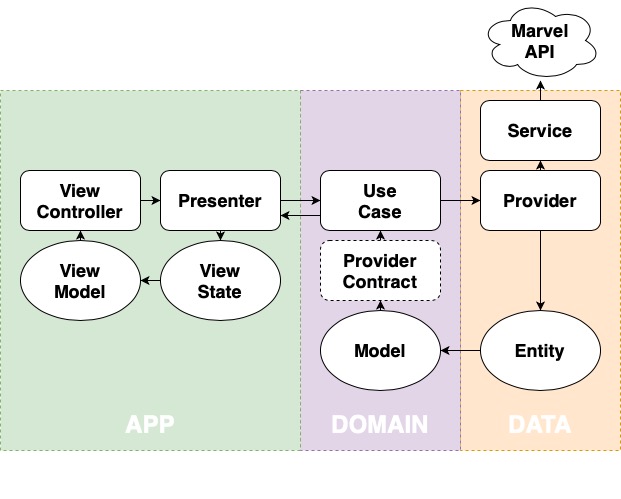 Marvel
API
Service
View
Controller
Presenter
Use
Case
Provider
View
Model
View
State
Provider
Contract
Model
Entity
APP
DOMAIN
DATA